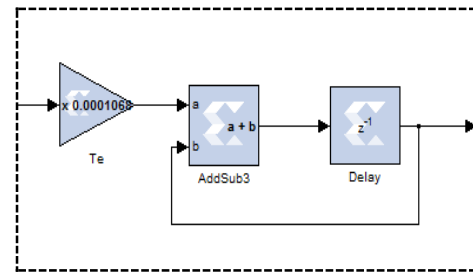 x 0.0001068
Te
a
b
a + b
AddSub3
z-1
Delay